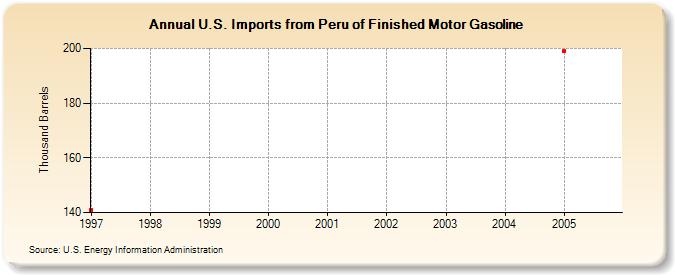 Annual U.S. Imports from Peru of Finished Motor Gasoline
Thousand Barrels
200
180
160
140
1997 1998 1999 2000 2001 2002 2003 2004 2005
Source: U.S. Energy Information Administration